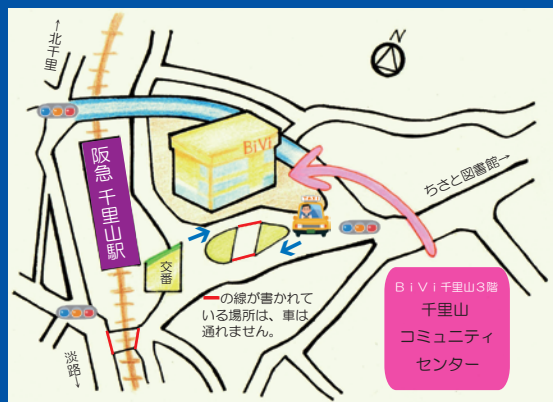 ↑北千里
N
BiVi
TAXI
阪急 千里山駅
ちさと図書館→
交番
ーの線が書かれて
いる場所は、車は
通れません。
淡路→
BiVi千里山3階
千里山
コミュニティ
センター